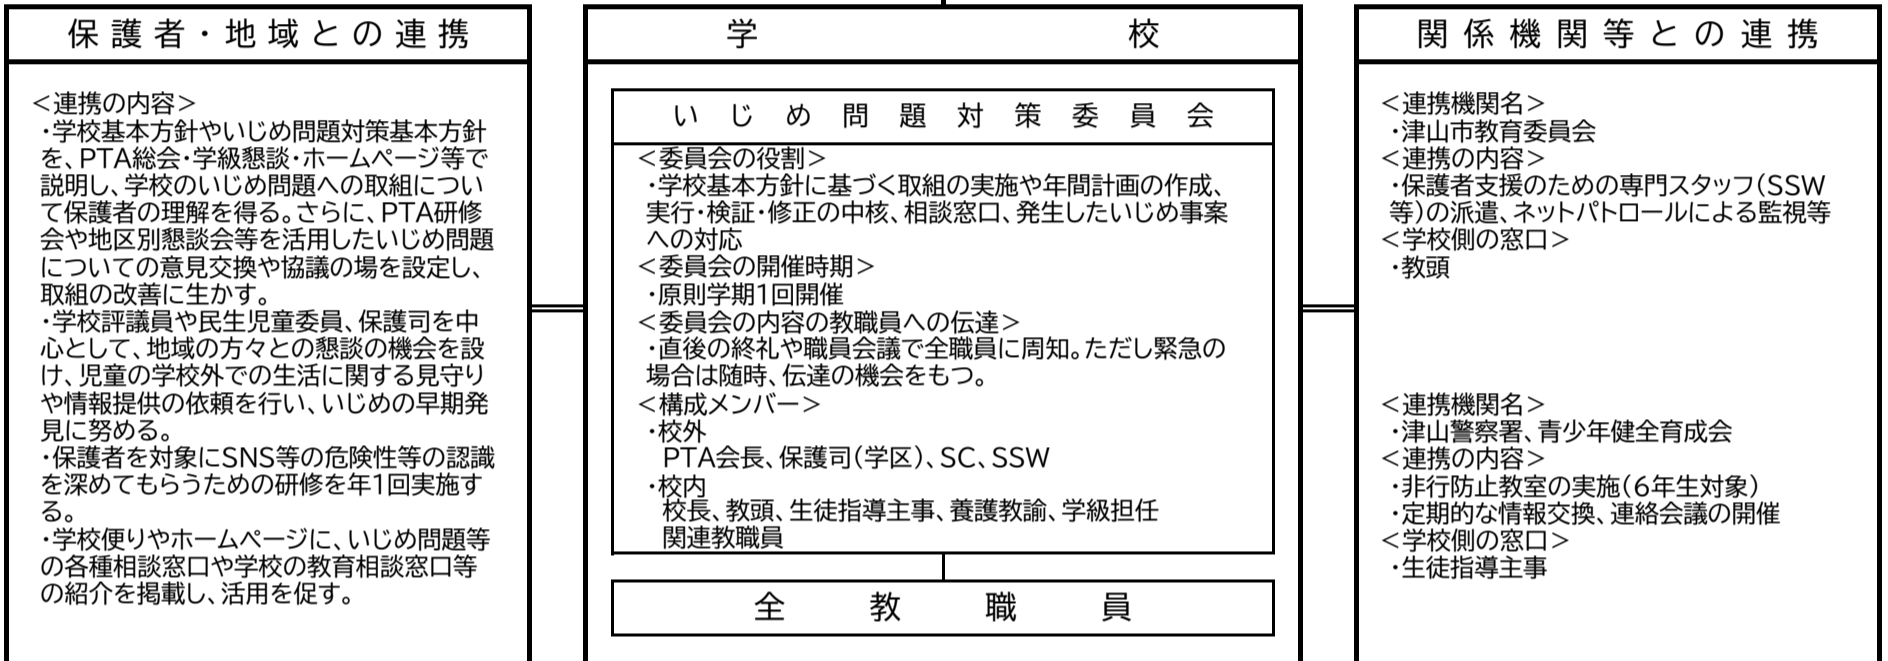 保護者・地域との連携
＜連携の内容＞
・学校基本方針やいじめ問題対策基本方針
を、PTA総会・学級懇談・ホームページ等で
説明し、学校のいじめ問題への取組につい
て保護者の理解を得る。さらに、PTA研修
会や地区別懇談会等を活用したいじめ問題
についての意見交換や協議の場を設定し、
取組の改善に生かす。
・学校評議員や民生児童委員、保護司を中
心として、地域の方々との懇談の機会を設
け、児童の学校外での生活に関する見守り
や情報提供の依頼を行い、いじめの早期発
見に努める。
・保護者を対象にSNS等の危険性等の認識
を深めてもらうための研修を年1回実施す
る。
・学校便りやホームページに、いじめ問題等
の各種相談窓口や学校の教育相談窓口等
の紹介を掲載し、活用を促す。
学校
いじめ問題対策委員会
＜委員会の役割＞
・学校基本方針に基づく取組の実施や年間計画の作成、
実行・検証・修正の中核、相談窓口、発生したいじめ事案
への対応
＜委員会の開催時期＞
・原則学期1回開催
＜委員会の内容の教職員への伝達＞
・直後の終礼や職員会議で全職員に周知。ただし緊急の
場合は随時、伝達の機会をもつ。
＜構成メンバー＞
・校外
PTA会長、保護司（学区）、SC、SSW
・校内
校長、教頭、生徒指導主事、養護教諭、学級担任
関連教職員
全教職員
関係機関等との連携
＜連携機関名＞
・津山市教育委員会
＜連携の内容＞
・保護者支援のための専門スタッフ（SSW
等）の派遣、ネットパトロールによる監視等
＜学校側の窓口＞
・教頭
＜連携機関名＞
・津山警察署、青少年健全育成会
＜連携の内容＞
・非行防止教室の実施（6年生対象）
・定期的な情報交換、連絡会議の開催
＜学校側の窓口＞
・生徒指導主事